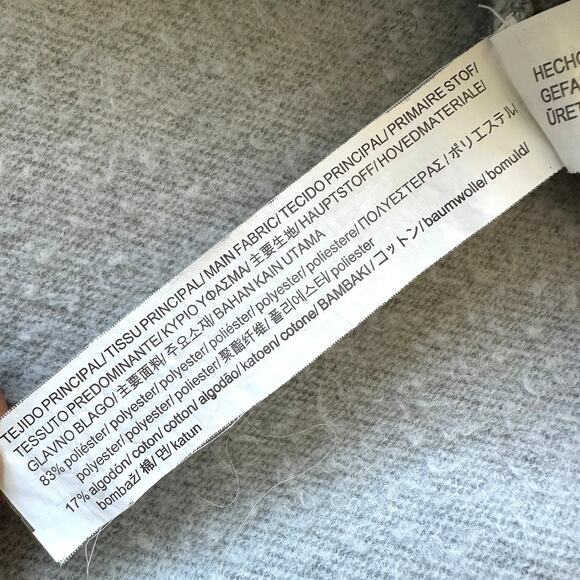 TEJIDO PRINCIPAL/ TISSU PRINCIPAL/ MAIN FABRIC/ TECIDO PRINCIPAL/ PRIMAIRE STOF/
TESSUTO PREDOMINANTE/ ΚΥΡΙΟ ΥΦΑΣΜΑ/ 主要生地/ HAUPTSTOFF/ HOVEDMATERIALE/
GLAVNO BLAGO/ 主要面料/ 주요소재/ BAHAN KAIN UTAMA
83% poliéster/ polyester/ polyester/ poliéster/ polyester/ poliestere/ ΠΟΛΥΕΣΤΕΡΑΣ/ ポリエステル/
polyester/ polyester/ poliester/ 聚酯纤维/ 폴리에스터/ poliester
17% algodón/ coton/ cotton/ algodão/ katoen/ cotone/ BAMBAKI/ コットン/ baumwolle/ bomuld/
bombaž/ 棉/ 면/ katun
HECHO
GEFA
ÜRET